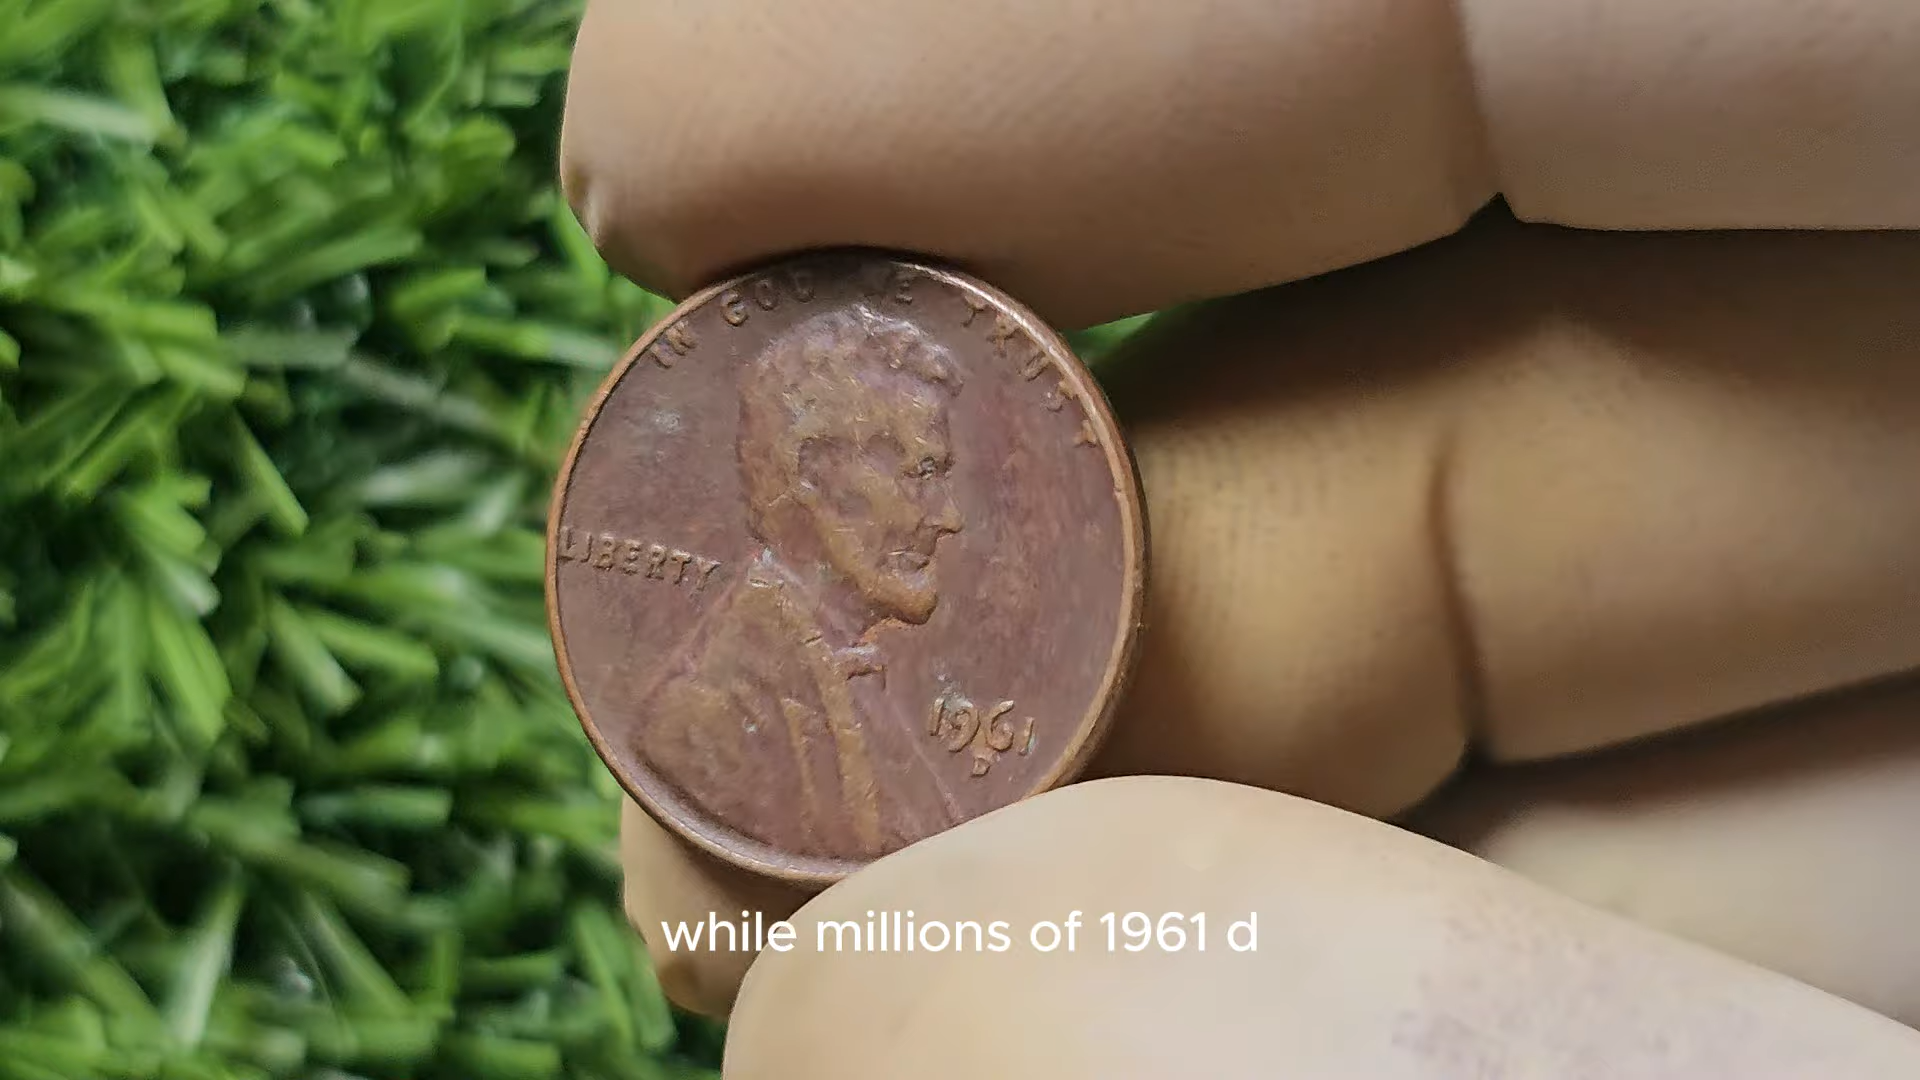 IN GOD WE TRUST
LIBERTY
1961
D
while millions of 1961 d